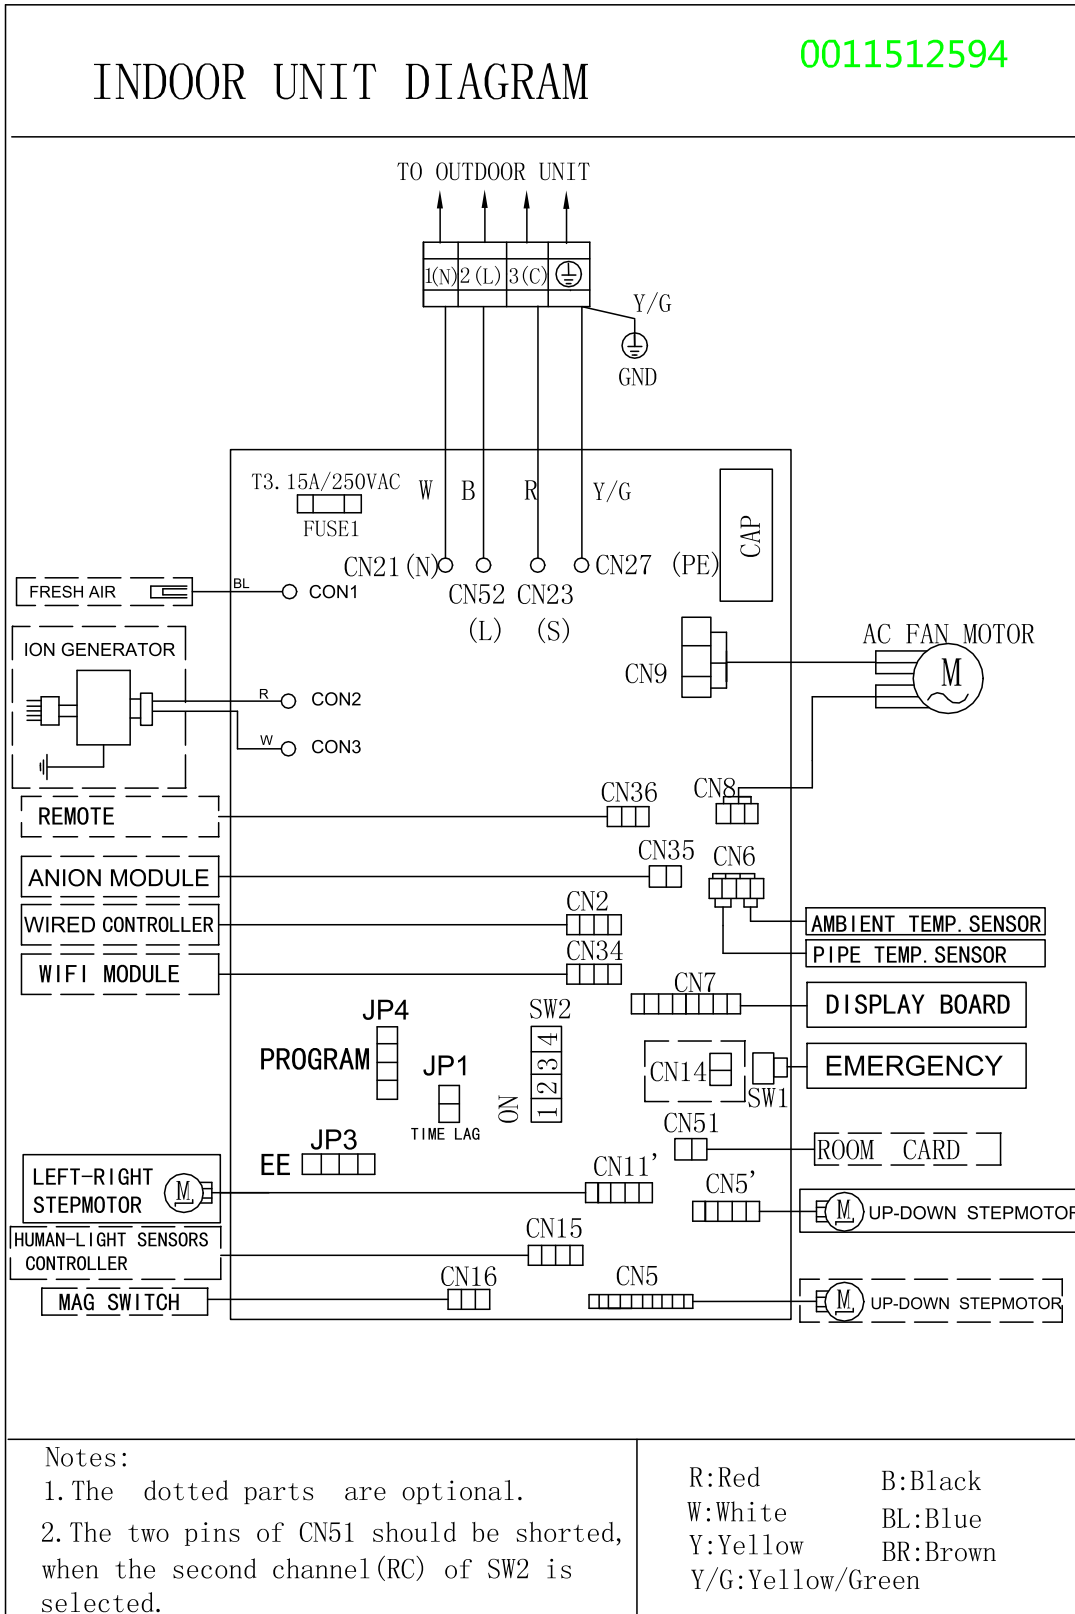 0011512594
INDOOR UNIT DIAGRAM
TO OUTDOOR UNIT
1(N) 2(L) 3(C)
Y/G
GND
T3.15A/250VAC
FUSE1
W B R Y/G
CAP
CN21(N) CN27 (PE)
CN52 CN23
(L) (S)
FRESH AIR BL CON1
ION GENERATOR
R CON2
W CON3
CN9
AC FAN MOTOR
M
CN36
CN8
REMOTE
CN35
CN6
ANION MODULE
CN2
WIRED CONTROLLER
AMBIENT TEMP.SENSOR
CN34
PIPE TEMP.SENSOR
WIFI MODULE
CN7
DISPLAY BOARD
JP4
SW2
PROGRAM
JP1
TIME LAG
ON
1 2 3 4
CN14
SW1
EMERGENCY
CN51
ROOM CARD
JP3
EE
LEFT-RIGHT
STEPMOTOR
M
CN11'
CN5'
M UP-DOWN STEPMOTOR
HUMAN-LIGHT SENSORS
CONTROLLER
CN15
CN16
MAG SWITCH
CN5
M UP-DOWN STEPMOTOR
Notes:
1.The dotted parts are optional.
2.The two pins of CN51 should be shorted,
when the second channel(RC) of SW2 is
selected.
R:Red B:Black
W:White BL:Blue
Y:Yellow BR:Brown
Y/G:Yellow/Green